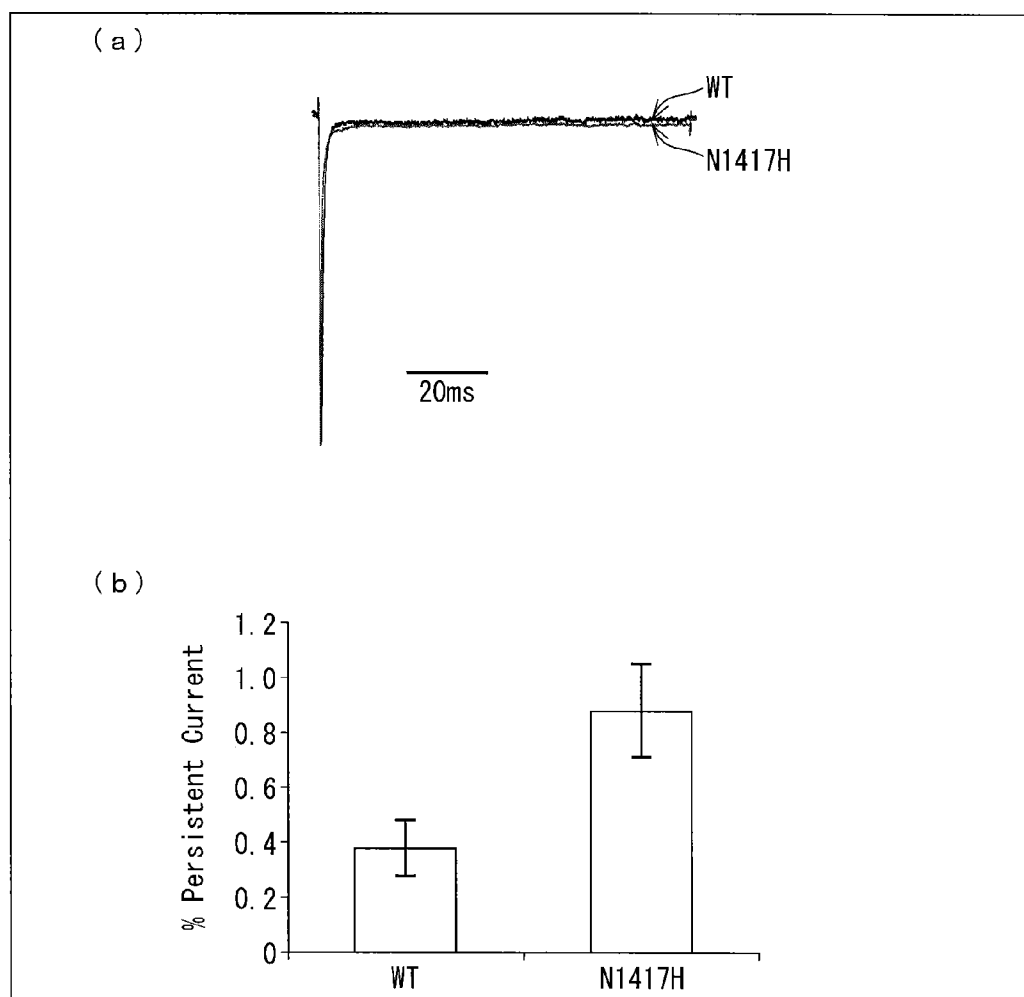 (a)
WT
N1417H
20ms
(b)
% Persistent Current
1.2
1.0
0.8
0.6
0.4
0.2
0
WT
N1417H